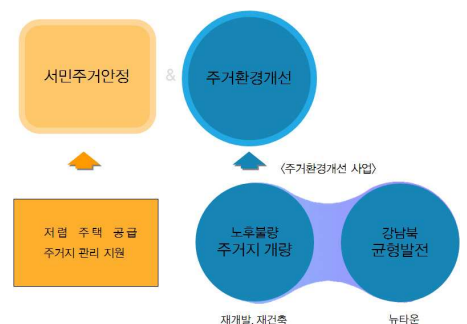 서민주거안정
&
주거환경개선
<주거환경개선 사업>
저렴 주택 공급
주거지 관리 지원
노후불량
주거지 개량
강남북
균형발전
재개발, 재건축
뉴타운